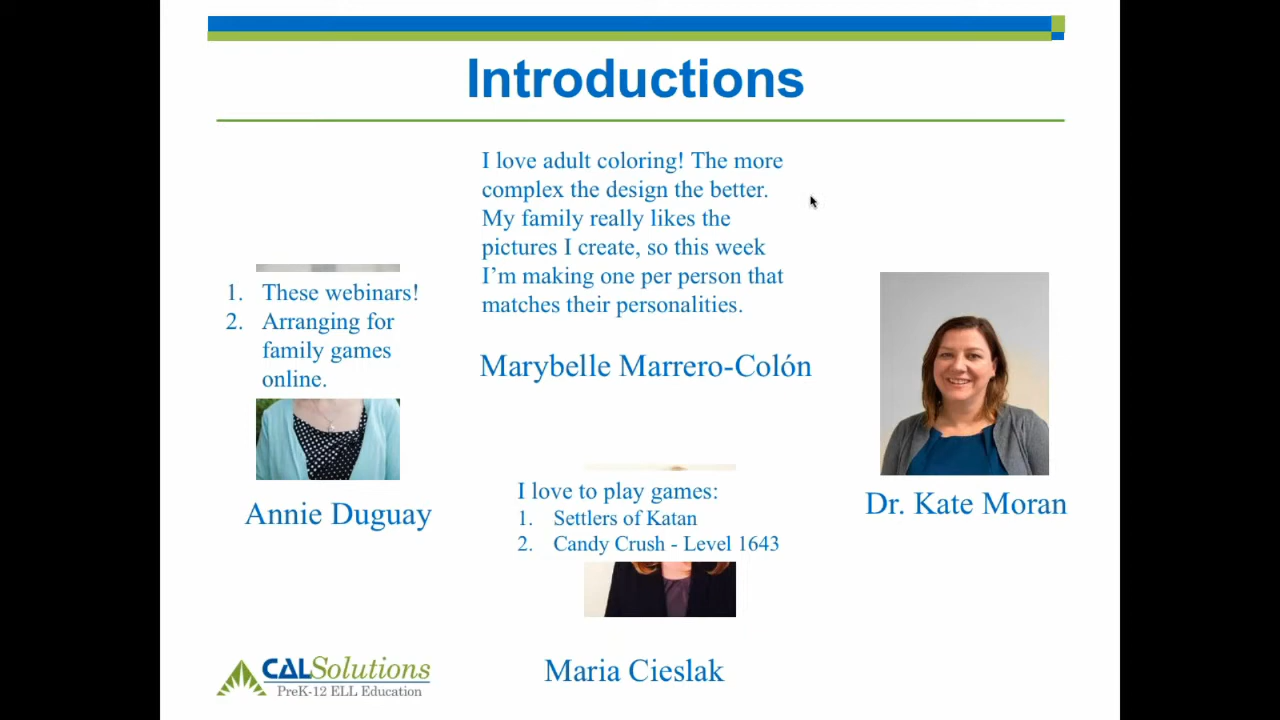 Introductions
I love adult coloring! The more
complex the design the better.
My family really likes the
pictures I create, so this week
I'm making one per person that
matches their personalities.
Marybelle Marrero-Colón
1. These webinars!
2. Arranging for
family games
online.
Annie Duguay
Dr. Kate Moran
I love to play games:
1. Settlers of Katan
2. Candy Crush - Level 1643
Maria Cieslak
CALSolutions
PreK-12 ELL Education